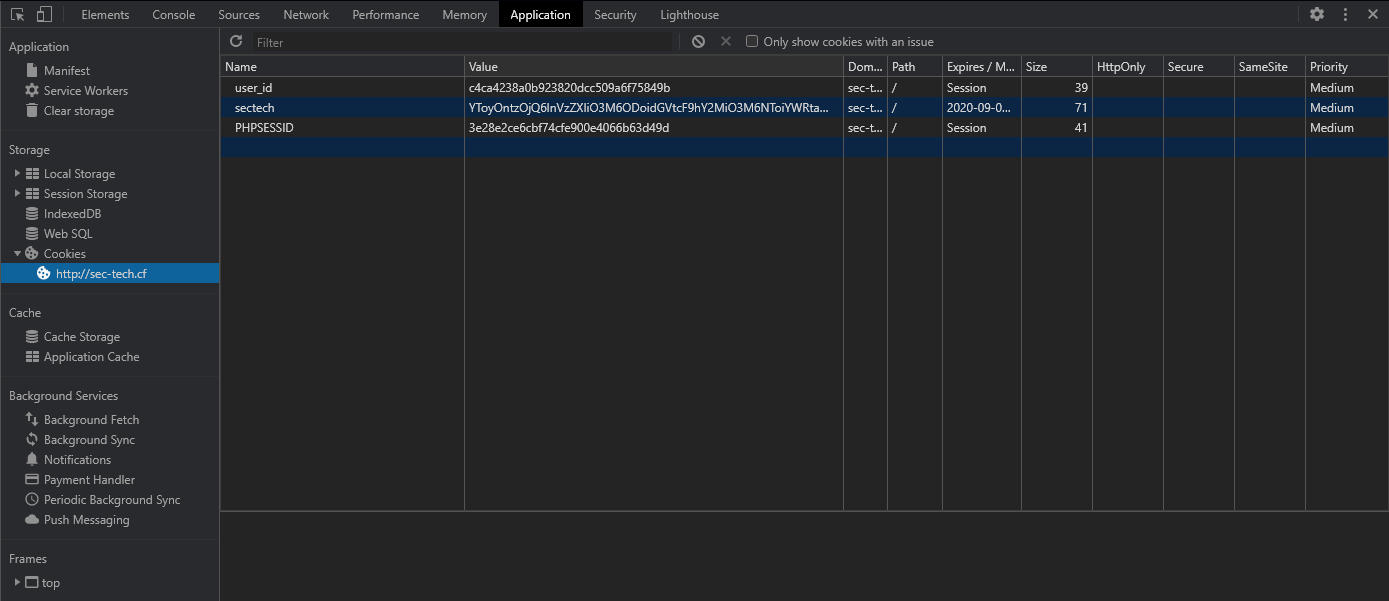 Elements Console Sources Network Performance Memory Application Security Lighthouse
Application
Manifest
Service Workers
Clear storage
Storage
Local Storage
Session Storage
IndexedDB
Web SQL
Cookies
http://sec-tech.cf
Cache
Cache Storage
Application Cache
Background Services
Background Fetch
Background Sync
Notifications
Payment Handler
Periodic Background Sync
Push Messaging
Frames
top
Filter Only show cookies with an issue
Name Value Dom... Path Expires / M... Size HttpOnly Secure SameSite Priority
user_id c4ca4238a0b923820dcc509a6f75849b sec-t... / Session 39 Medium
sectech YToyOntzOjQ6InVzZXIiO3M6ODoidGVtcF9hY2MiO3M6NToiYWRta... sec-t... / 2020-09-0... 71 Medium
PHPSESSID 3e28e2ce6cbf74cfe900e4066b63d49d sec-t... / Session 41 Medium